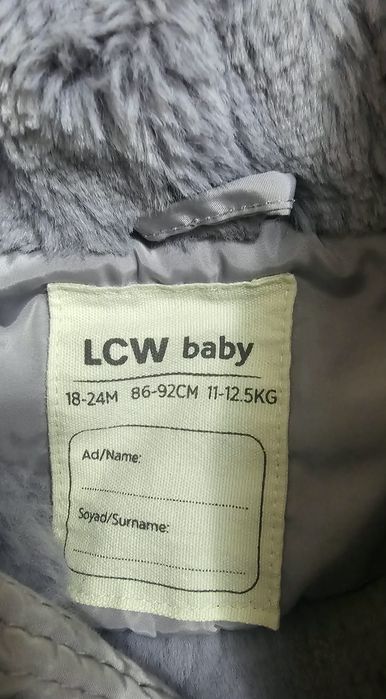 LCW baby
18-24M 86-92CM 11-12.5KG
Ad/Name:
Soyad/Surname: